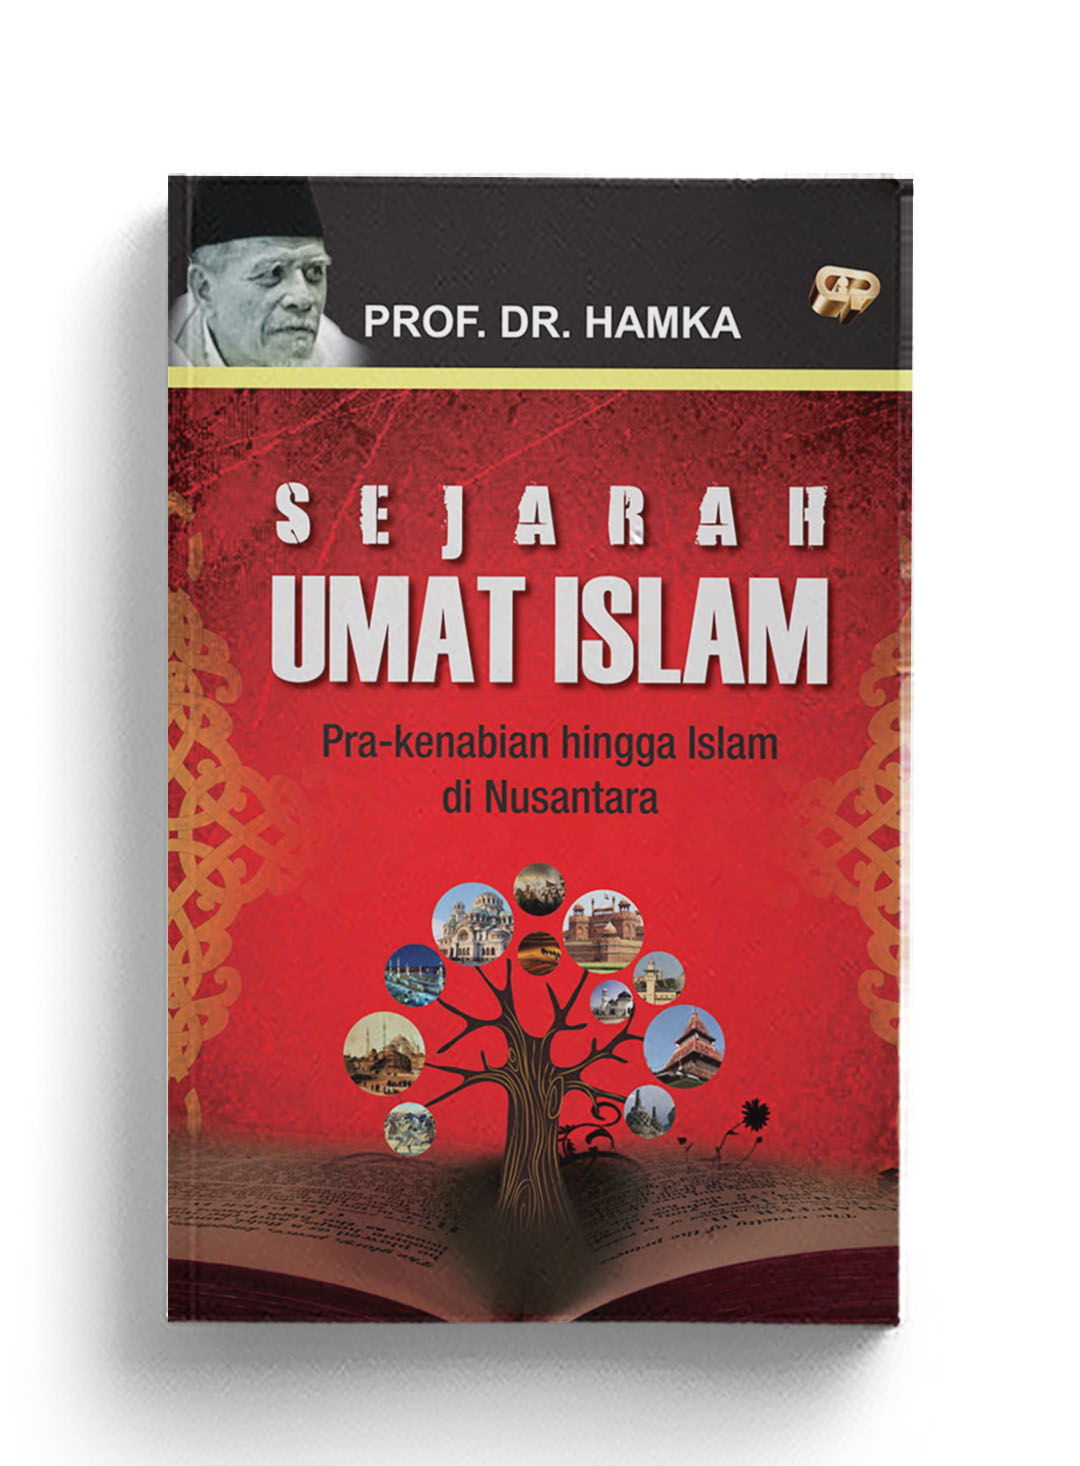 PROF. DR. HAMKA
SEJARAH
UMAT ISLAM
Pra-kenabian hingga Islam
di Nusantara